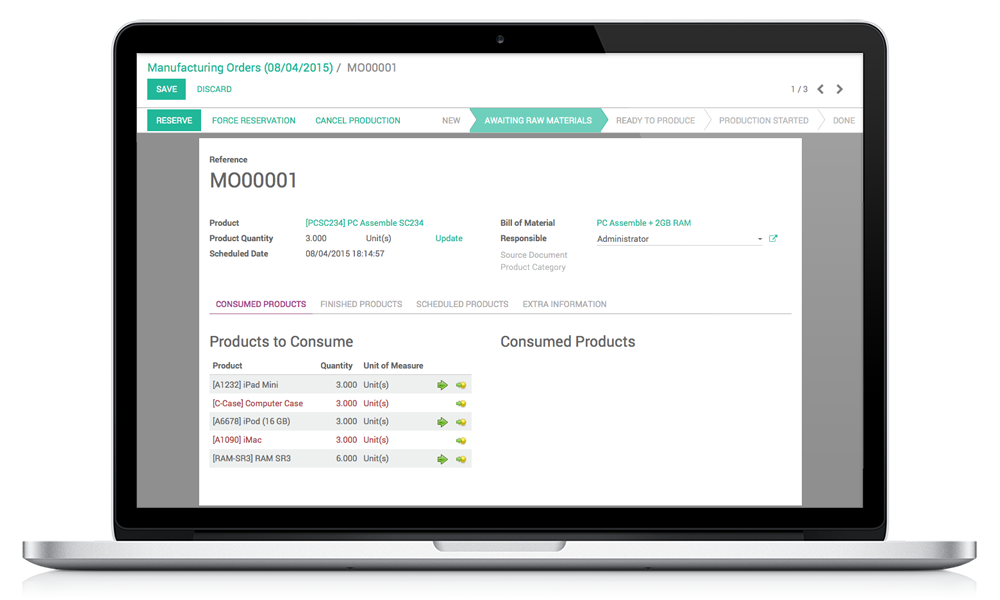 Manufacturing Orders (08/04/2015) / MO00001
SAVE DISCARD 1 / 3
RESERVE FORCE RESERVATION CANCEL PRODUCTION NEW AWAITING RAW MATERIALS READY TO PRODUCE PRODUCTION STARTED DONE
Reference
MO00001
Product [PCSC234] PC Assemble SC234 Bill of Material PC Assemble + 2GB RAM
Product Quantity 3.000 Unit(s) Update Responsible Administrator
Scheduled Date 08/04/2015 18:14:57 Source Document
Product Category
CONSUMED PRODUCTS FINISHED PRODUCTS SCHEDULED PRODUCTS EXTRA INFORMATION
Products to Consume Consumed Products
Product Quantity Unit of Measure
[A1232] iPad Mini 3.000 Unit(s)
[C-Case] Computer Case 3.000 Unit(s)
[A6678] iPod (16 GB) 3.000 Unit(s)
[A1090] iMac 3.000 Unit(s)
[RAM-SR3] RAM SR3 6.000 Unit(s)